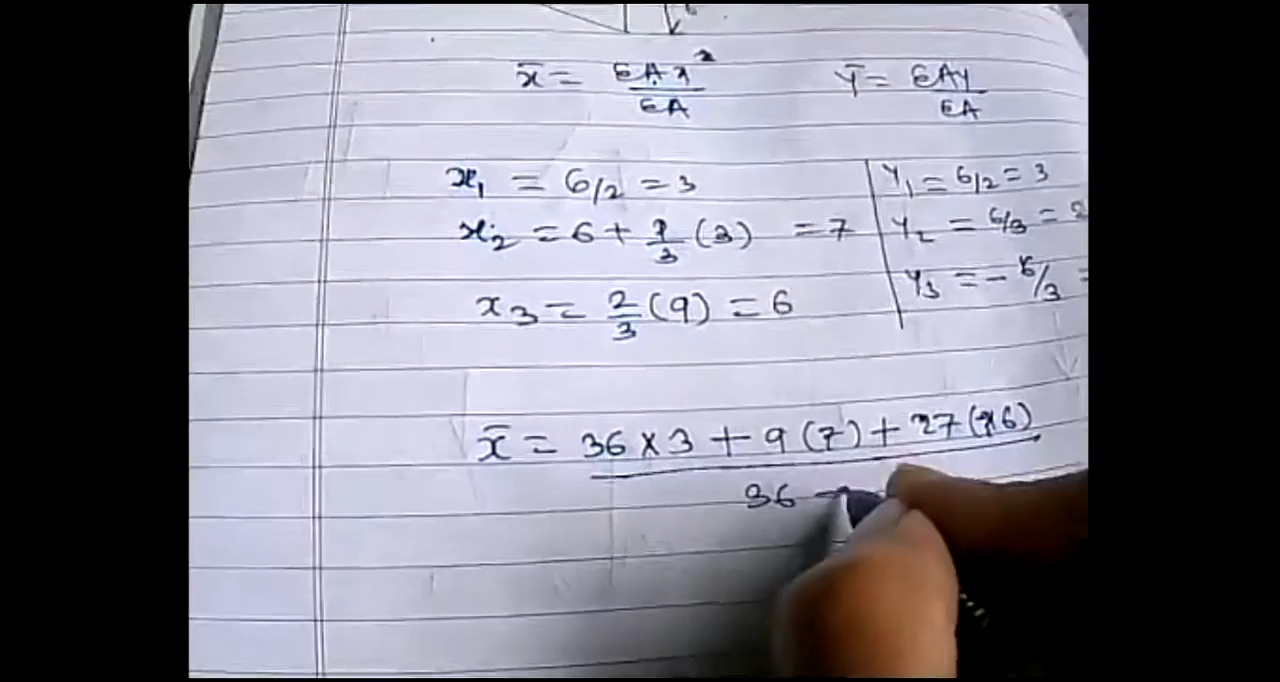 x̄ = ΣAx / ΣA    Ȳ = ΣAy / ΣA
x₁ = 6/2 = 3    Y₁ = 6/2 = 3
x₂ = 6 + 1/3 (3) = 7    Y₂ = 6/3 = 2
x₃ = 2/3 (9) = 6    Y₃ = - 6/3 =
x̄ = 36 × 3 + 9 (7) + 27 (6)
36